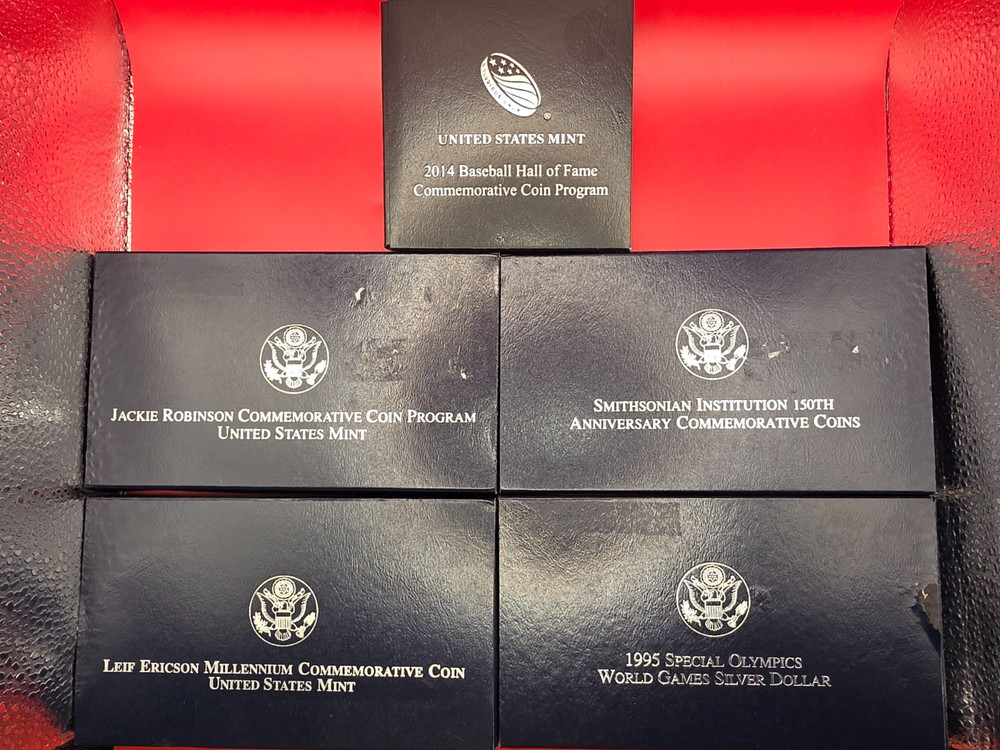 UNITED STATES MINT
2014 Baseball Hall of Fame
Commemorative Coin Program
JACKIE ROBINSON COMMEMORATIVE COIN PROGRAM
UNITED STATES MINT
SMITHSONIAN INSTITUTION 150TH
ANNIVERSARY COMMEMORATIVE COINS
LEIF ERICSON MILLENNIUM COMMEMORATIVE COIN
UNITED STATES MINT
1995 SPECIAL OLYMPICS
WORLD GAMES SILVER DOLLAR